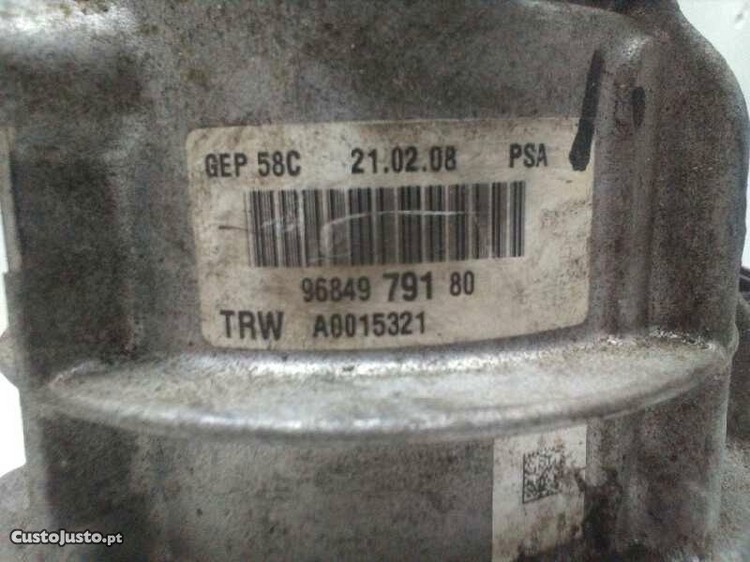 GEP 58C 21.02.08 PSA
96849 791 80
TRW A0015321
CustoJusto.pt